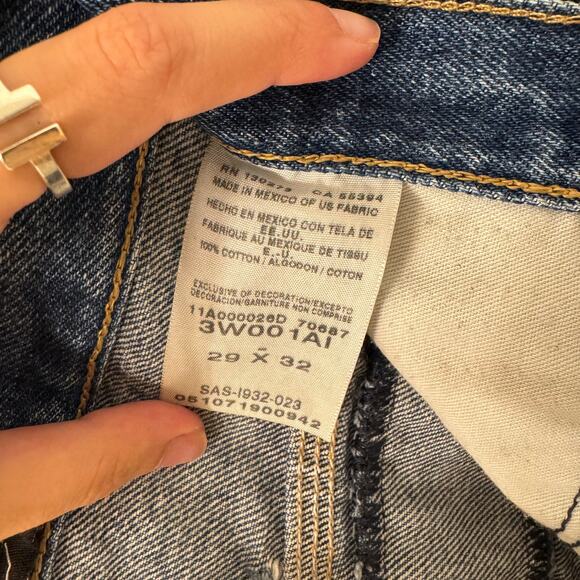 RN 130273 CA 55394
MADE IN MEXICO OF US FABRIC
HECHO EN MEXICO CON TELA DE
EE.UU.
FABRIQUE AU MEXIQUE DE TISSU
E.-U.
100% COTTON / ALGODON / COTON
EXCLUSIVE OF DECORATION/EXCEPTO
DECORACION/GARNITURE NON COMPRISE
11A000026D 70687
3W001AI
29 X 32
SAS-I932-023
051071900942